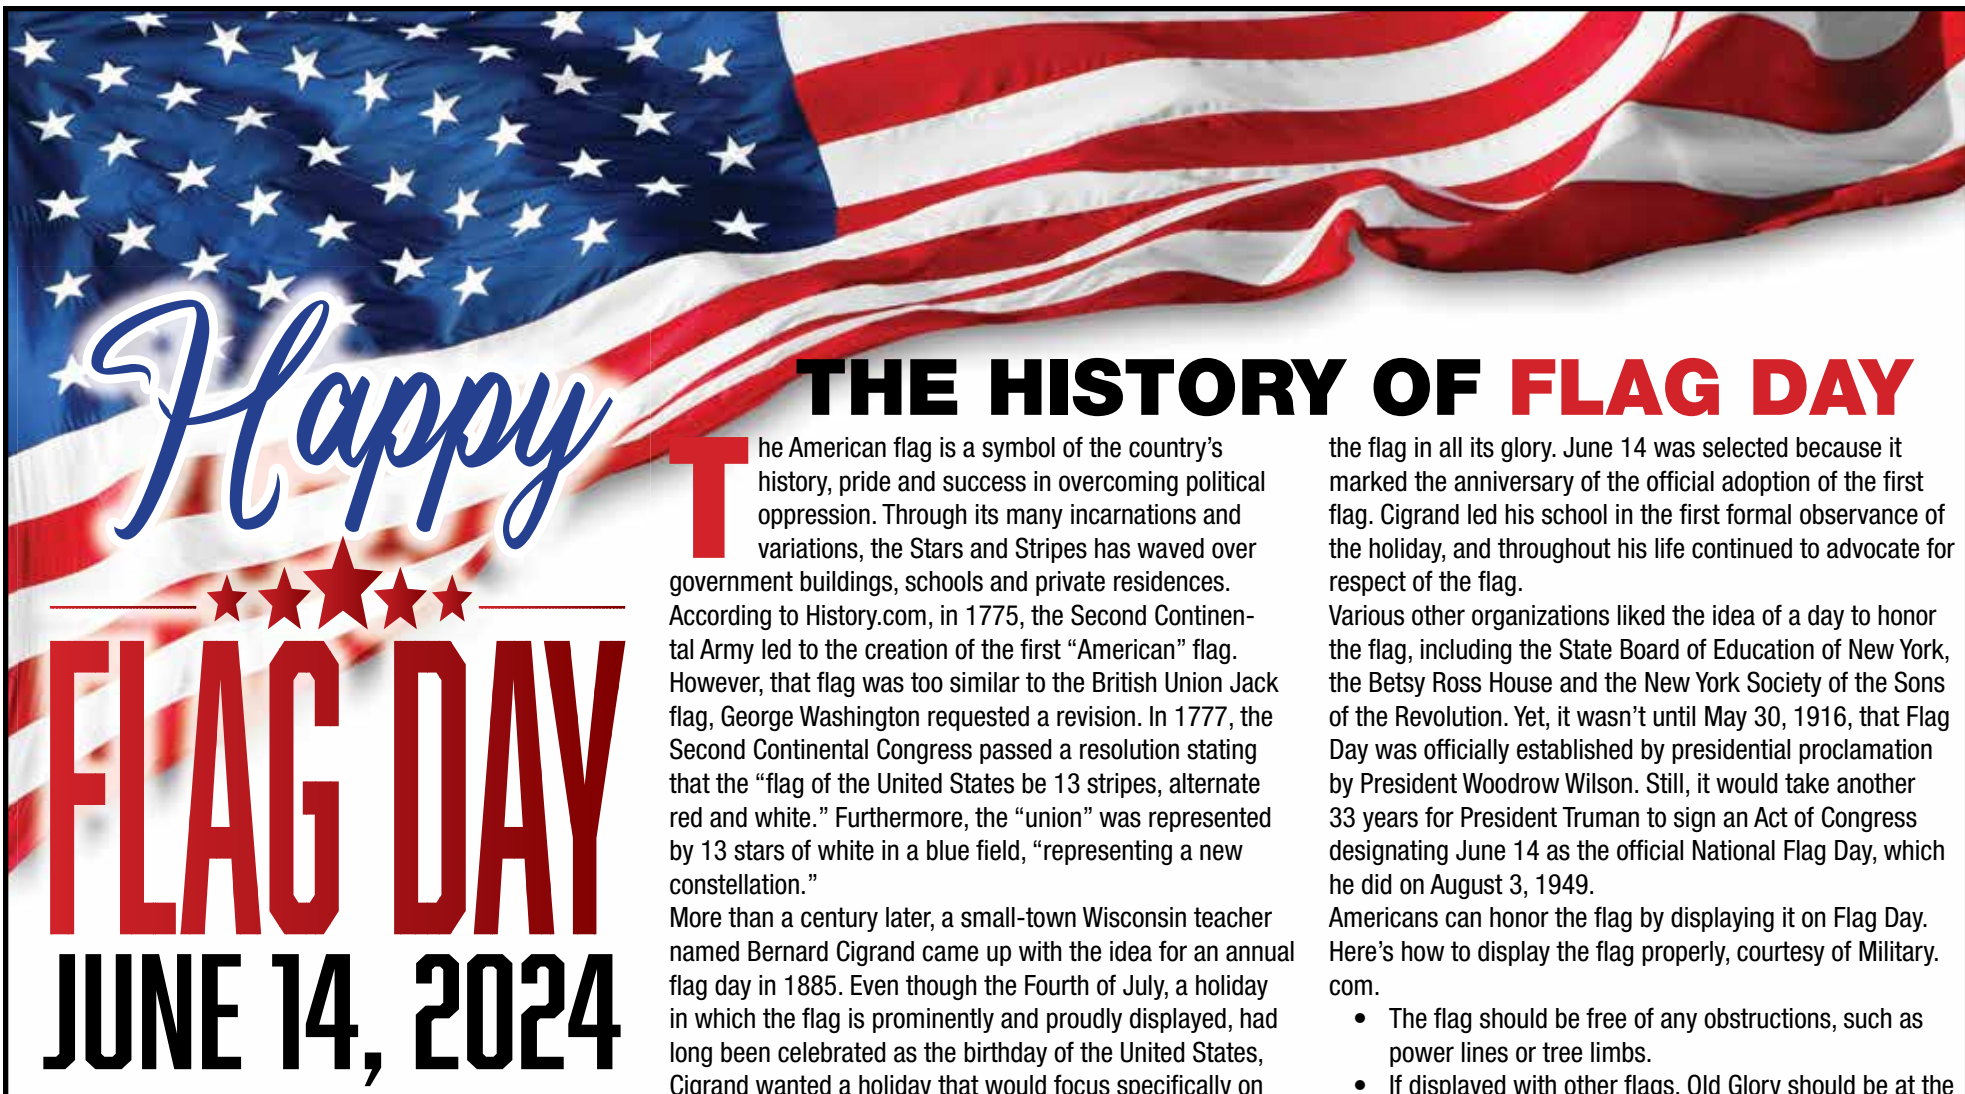 Happy
FLAG DAY
JUNE 14, 2024
THE HISTORY OF FLAG DAY
The American flag is a symbol of the country’s
history, pride and success in overcoming political
oppression. Through its many incarnations and
variations, the Stars and Stripes has waved over
government buildings, schools and private residences.
According to History.com, in 1775, the Second Continen-
tal Army led to the creation of the first “American” flag.
However, that flag was too similar to the British Union Jack
flag, George Washington requested a revision. In 1777, the
Second Continental Congress passed a resolution stating
that the “flag of the United States be 13 stripes, alternate
red and white.” Furthermore, the “union” was represented
by 13 stars of white in a blue field, “representing a new
constellation.”
More than a century later, a small-town Wisconsin teacher
named Bernard Cigrand came up with the idea for an annual
flag day in 1885. Even though the Fourth of July, a holiday
in which the flag is prominently and proudly displayed, had
long been celebrated as the birthday of the United States,
Cigrand wanted a holiday that would focus specifically on
the flag in all its glory. June 14 was selected because it
marked the anniversary of the official adoption of the first
flag. Cigrand led his school in the first formal observance of
the holiday, and throughout his life continued to advocate for
respect of the flag.
Various other organizations liked the idea of a day to honor
the flag, including the State Board of Education of New York,
the Betsy Ross House and the New York Society of the Sons
of the Revolution. Yet, it wasn’t until May 30, 1916, that Flag
Day was officially established by presidential proclamation
by President Woodrow Wilson. Still, it would take another
33 years for President Truman to sign an Act of Congress
designating June 14 as the official National Flag Day, which
he did on August 3, 1949.
Americans can honor the flag by displaying it on Flag Day.
Here’s how to display the flag properly, courtesy of Military.
com.
• The flag should be free of any obstructions, such as
power lines or tree limbs.
• If displayed with other flags, Old Glory should be at the